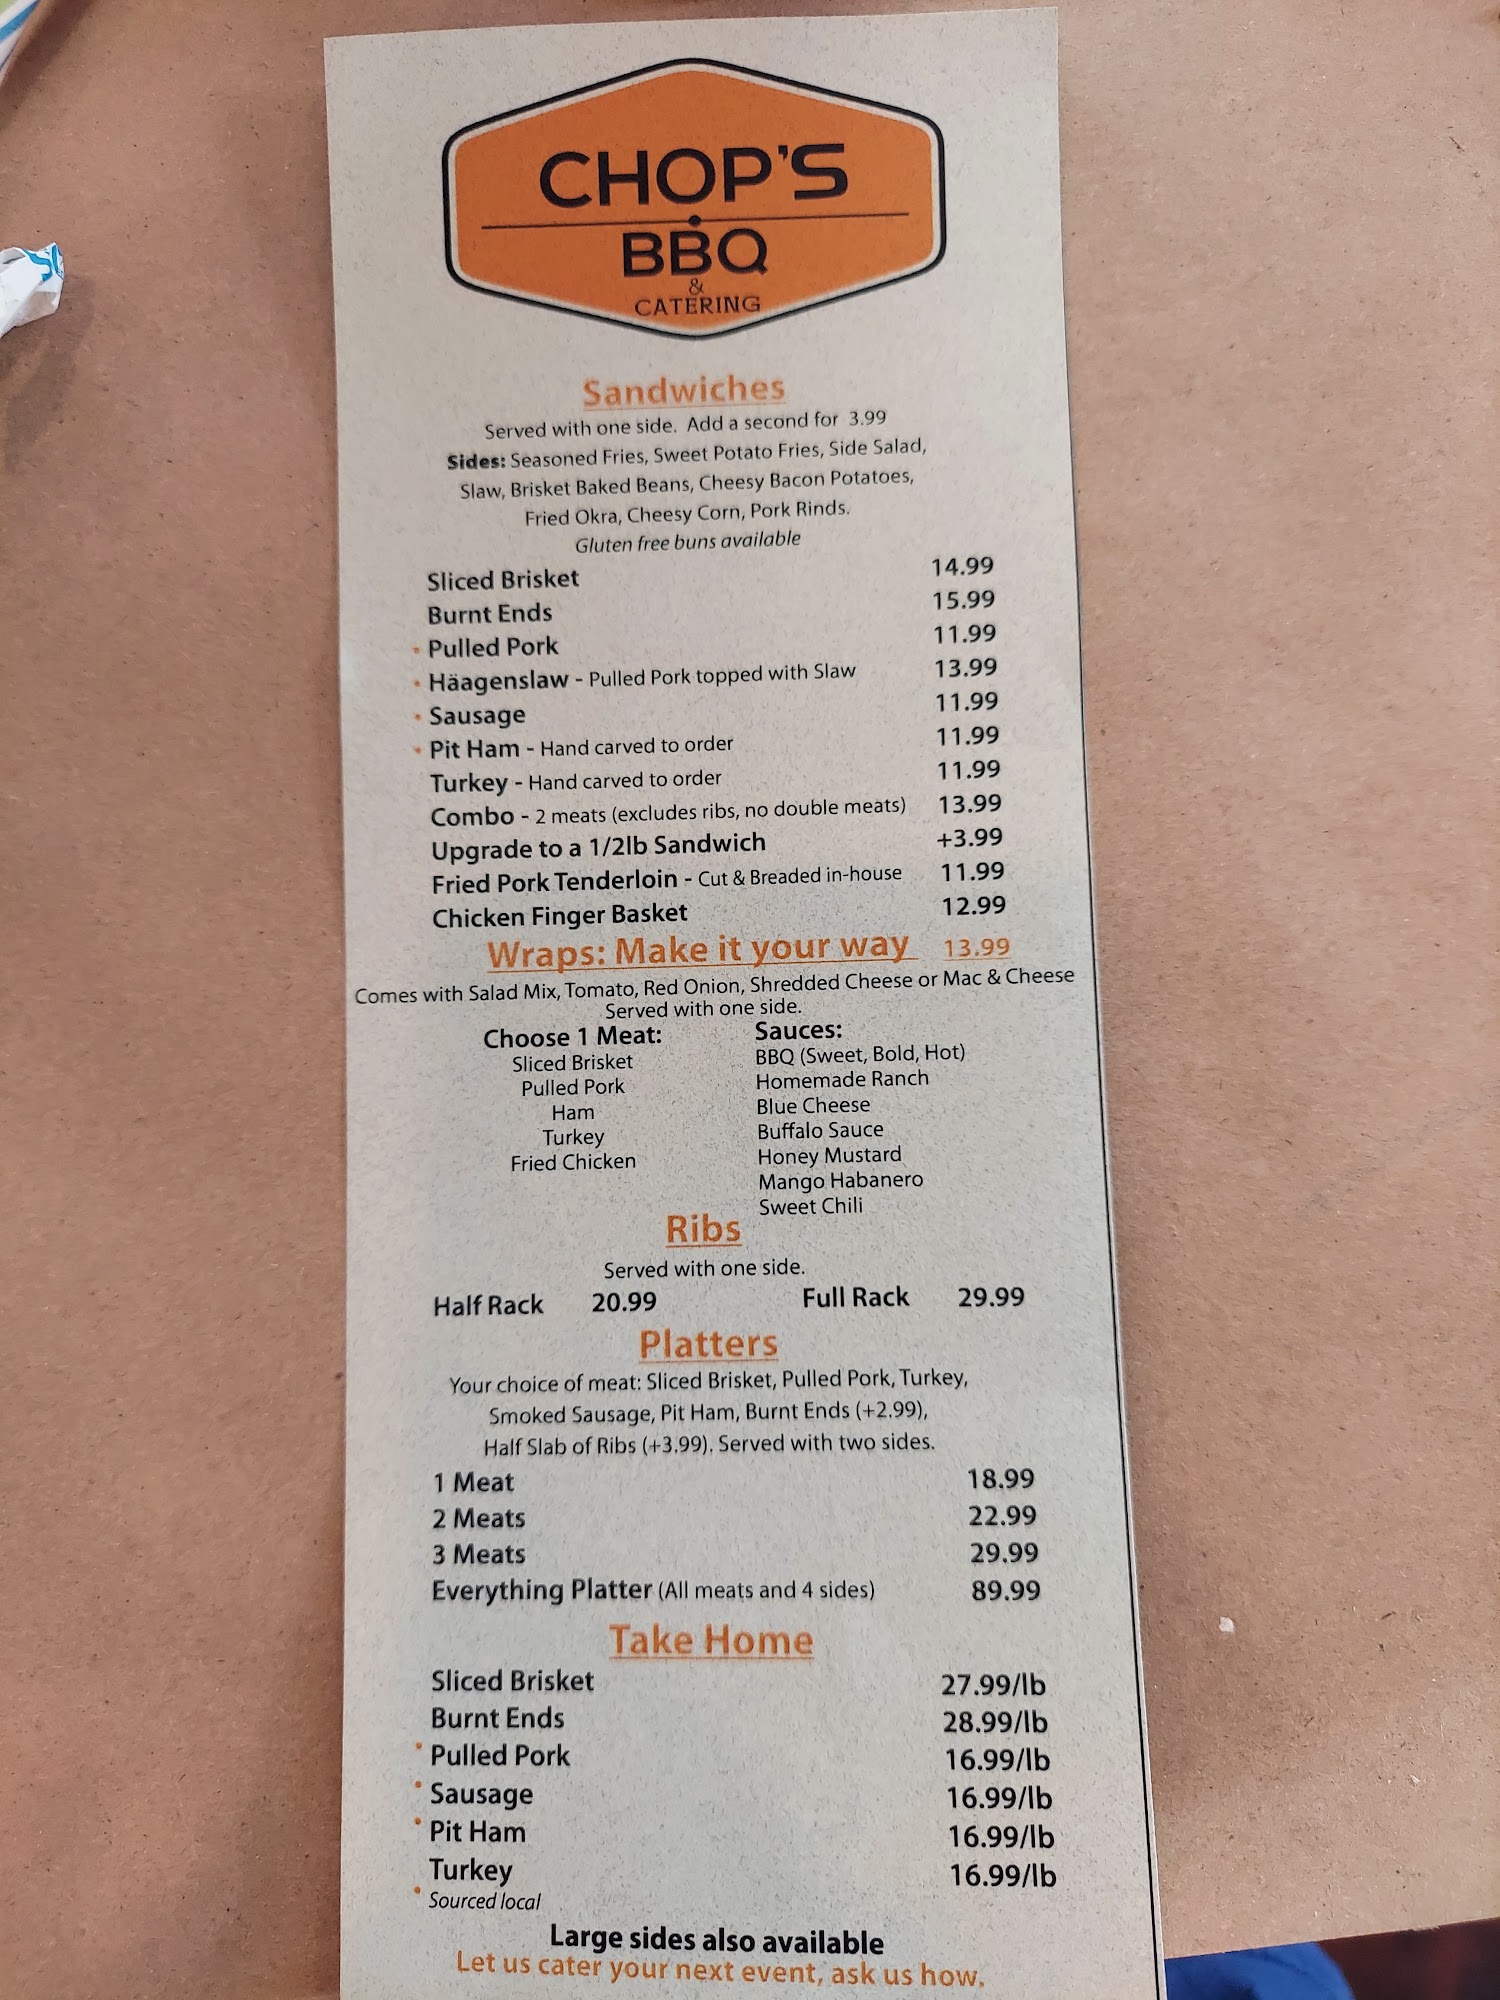 CHOP'S
BBQ
&
CATERING
Sandwiches
Served with one side. Add a second for 3.99
Sides: Seasoned Fries, Sweet Potato Fries, Side Salad,
Slaw, Brisket Baked Beans, Cheesy Bacon Potatoes,
Fried Okra, Cheesy Corn, Pork Rinds.
Gluten free buns available
Sliced Brisket 14.99
Burnt Ends 15.99
• Pulled Pork 11.99
• Häagenslaw - Pulled Pork topped with Slaw 13.99
• Sausage 11.99
• Pit Ham - Hand carved to order 11.99
Turkey - Hand carved to order 11.99
Combo - 2 meats (excludes ribs, no double meats) 13.99
Upgrade to a 1/2lb Sandwich +3.99
Fried Pork Tenderloin - Cut & Breaded in-house 11.99
Chicken Finger Basket 12.99
Wraps: Make it your way 13.99
Comes with Salad Mix, Tomato, Red Onion, Shredded Cheese or Mac & Cheese
Served with one side.
Choose 1 Meat:
Sliced Brisket
Pulled Pork
Ham
Turkey
Fried Chicken
Sauces:
BBQ (Sweet, Bold, Hot)
Homemade Ranch
Blue Cheese
Buffalo Sauce
Honey Mustard
Mango Habanero
Sweet Chili
Ribs
Served with one side.
Half Rack 20.99 Full Rack 29.99
Platters
Your choice of meat: Sliced Brisket, Pulled Pork, Turkey,
Smoked Sausage, Pit Ham, Burnt Ends (+2.99),
Half Slab of Ribs (+3.99). Served with two sides.
1 Meat 18.99
2 Meats 22.99
3 Meats 29.99
Everything Platter (All meats and 4 sides) 89.99
Take Home
Sliced Brisket 27.99/lb
Burnt Ends 28.99/lb
• Pulled Pork 16.99/lb
• Sausage 16.99/lb
• Pit Ham 16.99/lb
Turkey 16.99/lb
• Sourced local
Large sides also available
Let us cater your next event, ask us how.